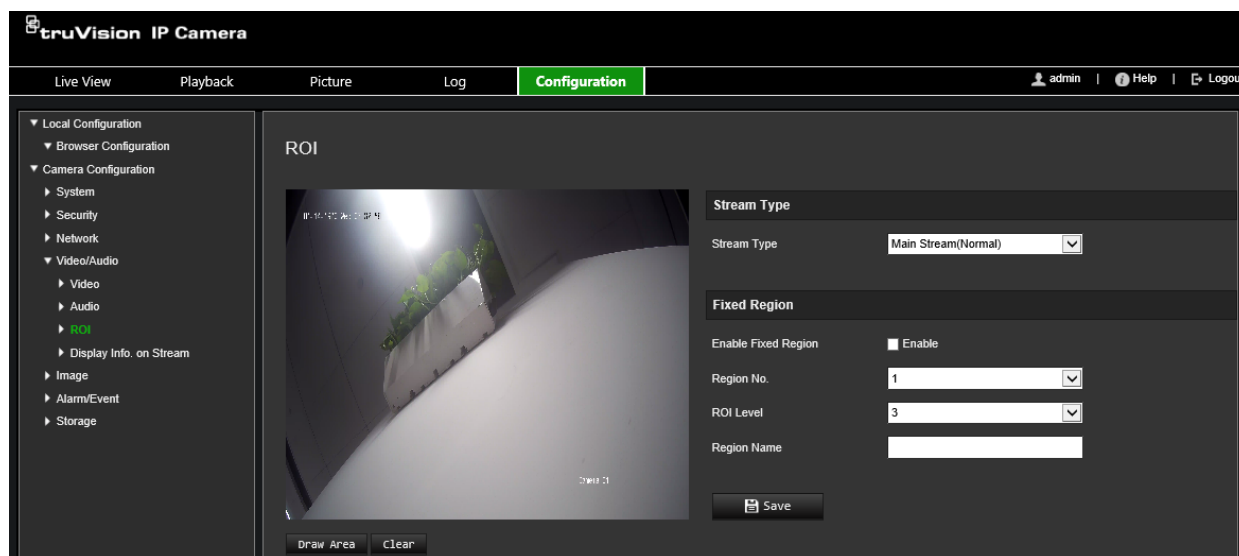 truVision IP Camera
Live View Playback Picture Log Configuration admin | Help | Logou
Local Configuration
Browser Configuration
Camera Configuration
System
Security
Network
Video/Audio
Video
Audio
ROI
Display Info. on Stream
Image
Alarm/Event
Storage
ROI
Camera 01
Draw Area Clear
Stream Type
Stream Type Main Stream(Normal)
Fixed Region
Enable Fixed Region Enable
Region No. 1
ROI Level 3
Region Name
Save